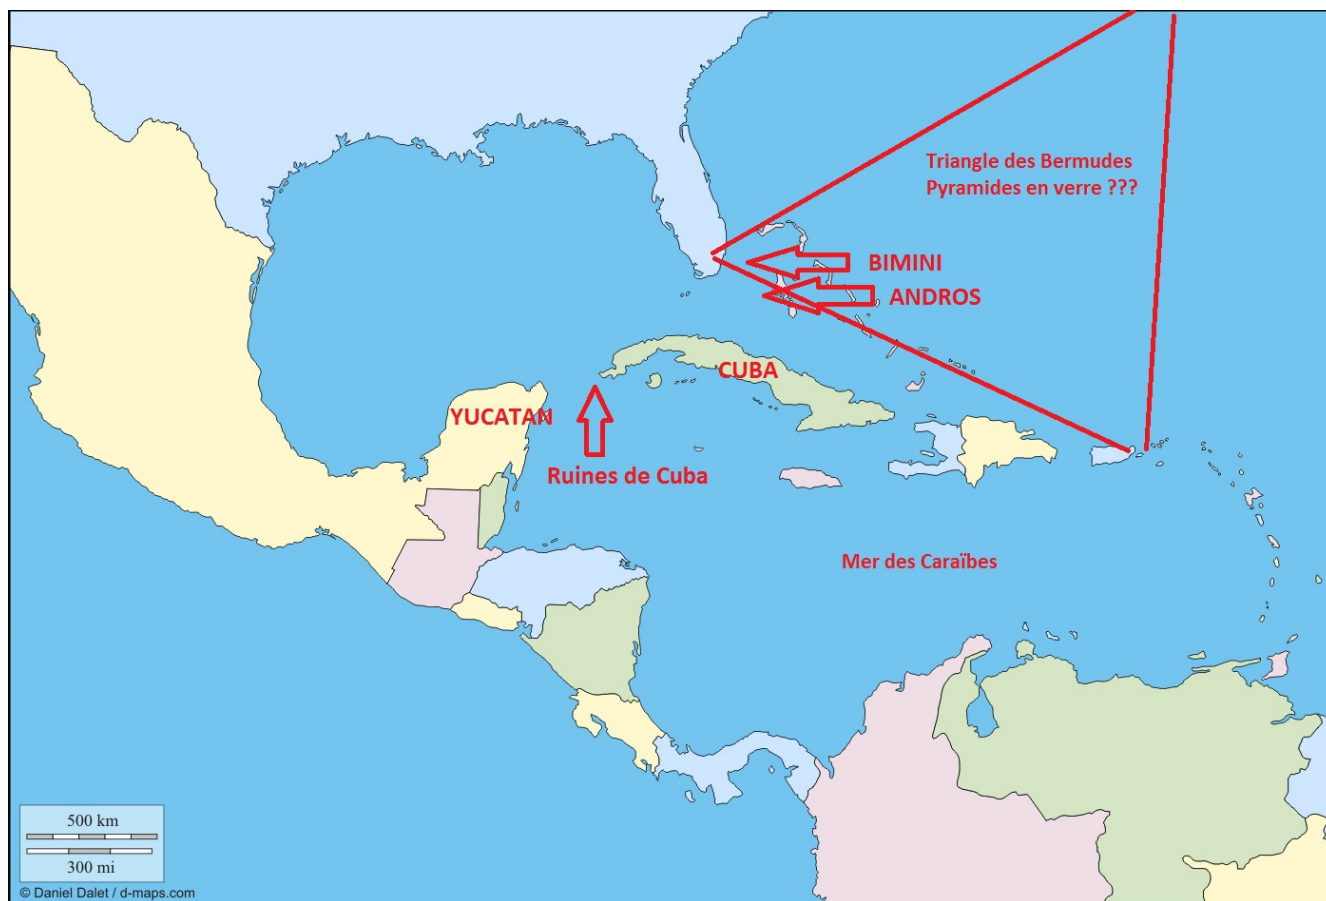 Triangle des Bermudes
Pyramides en verre ???
BIMINI
ANDROS
CUBA
YUCATAN
Ruines de Cuba
Mer des Caraïbes
500 km
300 mi
© Daniel Dalet / d-maps.com